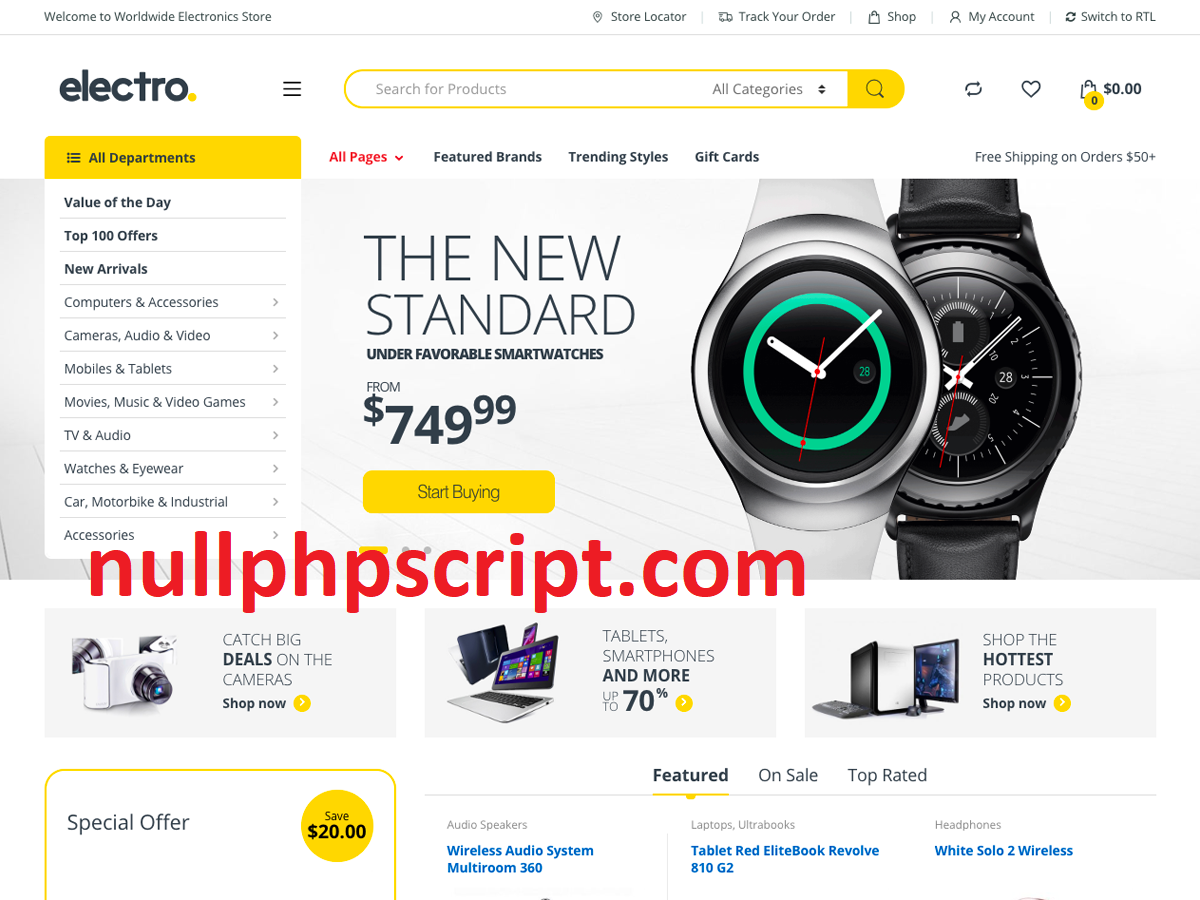 Welcome to Worldwide Electronics Store
Store Locator
Track Your Order
Shop
My Account
Switch to RTL
electro.
Search for Products
All Categories
0
$0.00
All Departments
All Pages
Featured Brands
Trending Styles
Gift Cards
Free Shipping on Orders $50+
Value of the Day
Top 100 Offers
New Arrivals
Computers & Accessories
Cameras, Audio & Video
Mobiles & Tablets
Movies, Music & Video Games
TV & Audio
Watches & Eyewear
Car, Motorbike & Industrial
Accessories
THE NEW
STANDARD
UNDER FAVORABLE SMARTWATCHES
FROM
$74999
Start Buying
28
28
nullphpscript.com
CATCH BIG
DEALS ON THE
CAMERAS
Shop now
TABLETS,
SMARTPHONES
AND MORE
UP TO 70%
SHOP THE
HOTTEST
PRODUCTS
Shop now
Special Offer
Save
$20.00
Featured
On Sale
Top Rated
Audio Speakers
Wireless Audio System
Multiroom 360
Laptops, Ultrabooks
Tablet Red EliteBook Revolve
810 G2
Headphones
White Solo 2 Wireless